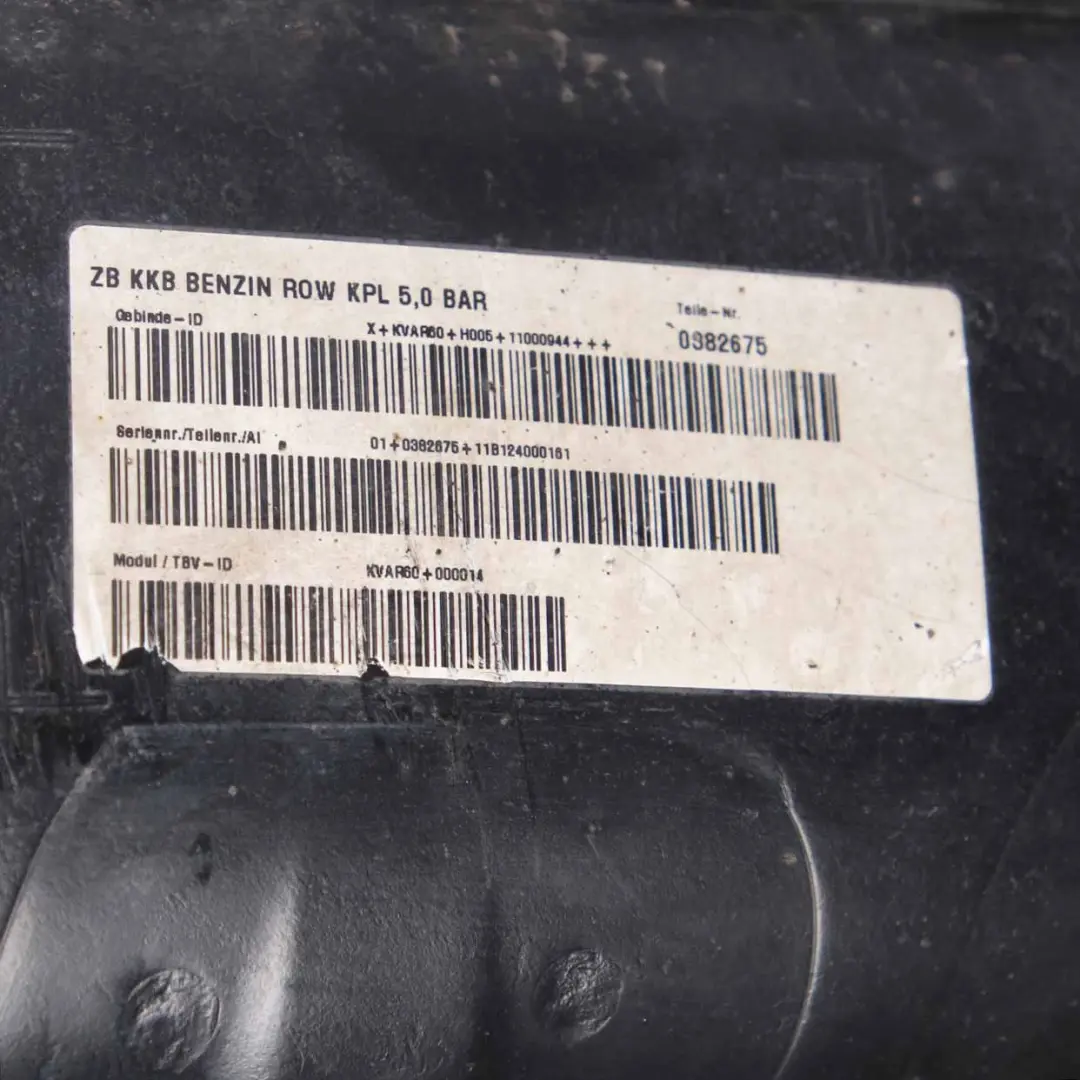 ZB KKB BENZIN ROW KPL 5,0 BAR
Gebinde-ID
X+KVAR60+H005+11000944+++
Teile-Nr.
0382675
Seriennr./Teilenr./AI
01+0382675+11B124000161
Modul / TBV-ID
KVAR60+000014